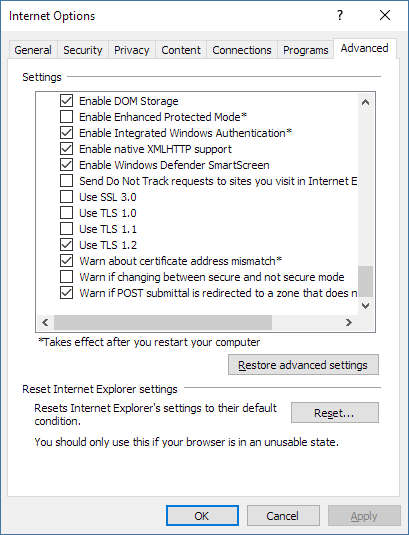 Internet Options
?
General Security Privacy Content Connections Programs Advanced
Settings
Enable DOM Storage
Enable Enhanced Protected Mode*
Enable Integrated Windows Authentication*
Enable native XMLHTTP support
Enable Windows Defender SmartScreen
Send Do Not Track requests to sites you visit in Internet E
Use SSL 3.0
Use TLS 1.0
Use TLS 1.1
Use TLS 1.2
Warn about certificate address mismatch*
Warn if changing between secure and not secure mode
Warn if POST submittal is redirected to a zone that does n
*Takes effect after you restart your computer
Restore advanced settings
Reset Internet Explorer settings
Resets Internet Explorer's settings to their default
condition.
Reset...
You should only use this if your browser is in an unusable state.
OK Cancel Apply